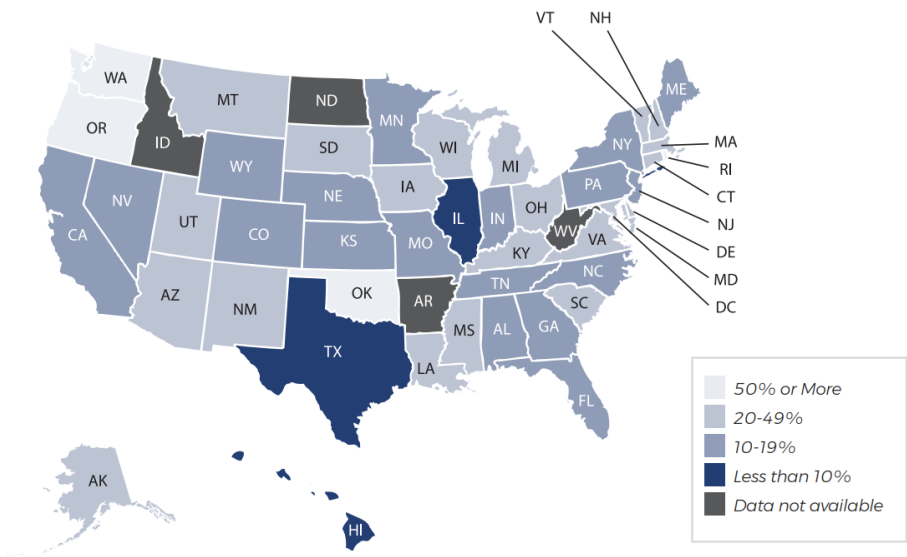 VT
NH
WA
MT
ND
MN
ME
OR
ID
SD
WI
MI
NY
MA
RI
WY
IA
NE
PA
CT
NV
UT
CO
IL
IN
OH
NJ
CA
KS
MO
WV
VA
DE
KY
MD
NC
TN
DC
AZ
NM
OK
AR
SC
TX
MS
AL
GA
LA
FL
AK
HI
50% or More
20-49%
10-19%
Less than 10%
Data not available